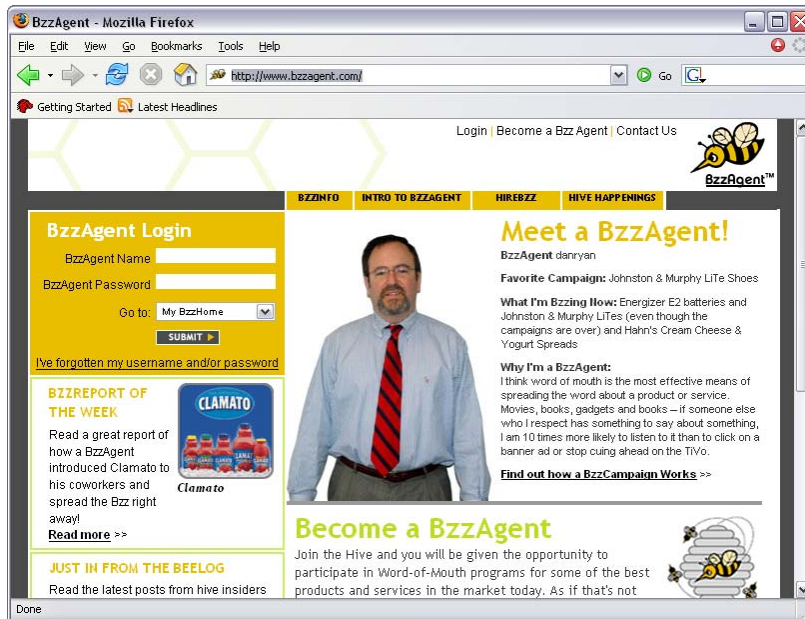 BzzAgent - Mozilla Firefox
File Edit View Go Bookmarks Tools Help
http://www.bzzagent.com/ Go G
Getting Started Latest Headlines
Login | Become a Bzz Agent | Contact Us
BzzAgent™
BZZINFO INTRO TO BZZAGENT HIREBZZ HIVE HAPPENINGS
BzzAgent Login
BzzAgent Name
BzzAgent Password
Go to: My BzzHome
SUBMIT
I've forgotten my username and/or password
BZZREPORT OF
THE WEEK
Read a great report of
how a BzzAgent
introduced Clamato to
his coworkers and
spread the Bzz right
away!
Read more >>
CLAMATO
Clamato
JUST IN FROM THE BEELOG
Read the latest posts from hive insiders
Meet a BzzAgent!
BzzAgent danryan
Favorite Campaign: Johnston & Murphy LiTe Shoes
What I'm Bzzing Now: Energizer E2 batteries and
Johnston & Murphy LiTes (even though the
campaigns are over) and Hahn's Cream Cheese &
Yogurt Spreads
Why I'm a BzzAgent:
I think word of mouth is the most effective means of
spreading the word about a product or service.
Movies, books, gadgets and books – if someone else
who I respect has something to say about something,
I am 10 times more likely to listen to it than to click on a
banner ad or stop cuing ahead on the TiVo.
Find out how a BzzCampaign Works >>
Become a BzzAgent
Join the Hive and you will be given the opportunity to
participate in Word-of-Mouth programs for some of the best
products and services in the market today. As if that's not
Done